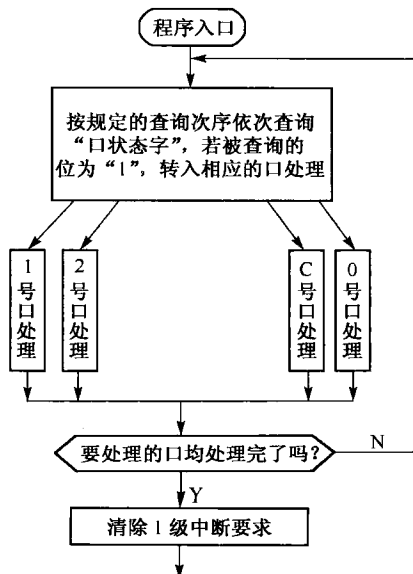 程序入口
按规定的查询次序依次查询
“口状态字”，若被查询的
位为“1”，转入相应的口处理
1号口处理
2号口处理
C号口处理
0号口处理
要处理的口均处理完了吗？
N
Y
清除1级中断要求